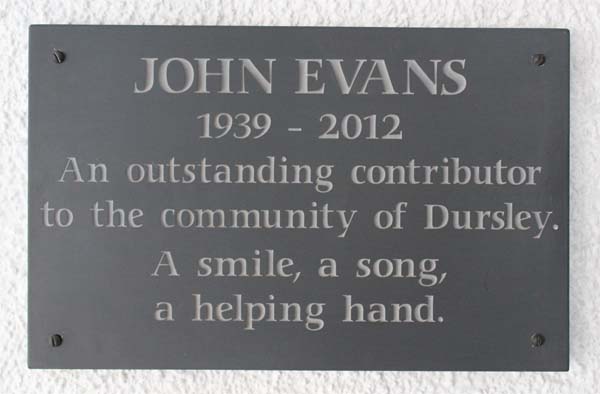 JOHN EVANS
1939 - 2012
An outstanding contributor
to the community of Dursley.
A smile, a song,
a helping hand.